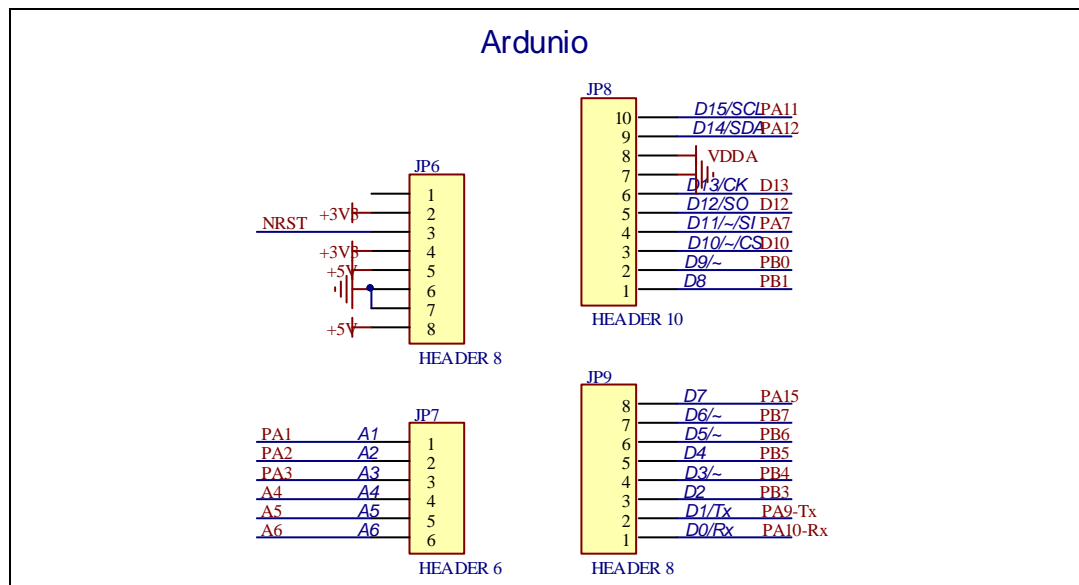 Ardunio
JP6
1
+3V3 2
NRST 3
+3V3 4
+5V 5
6
7
+5V 8
HEADER 8
JP7
PA1 A1 1
PA2 A2 2
PA3 A3 3
A4 A4 4
A5 A5 5
A6 A6 6
HEADER 6
JP8
10 D15/SCL PA11
9 D14/SDA PA12
8 VDDA
7
6 D13/CK D13
5 D12/SO D12
4 D11/~/SI PA7
3 D10/~/CS D10
2 D9/~ PB0
1 D8 PB1
HEADER 10
JP9
8 D7 PA15
7 D6/~ PB7
6 D5/~ PB6
5 D4 PB5
4 D3/~ PB4
3 D2 PB3
2 D1/Tx PA9-Tx
1 D0/Rx PA10-Rx
HEADER 8